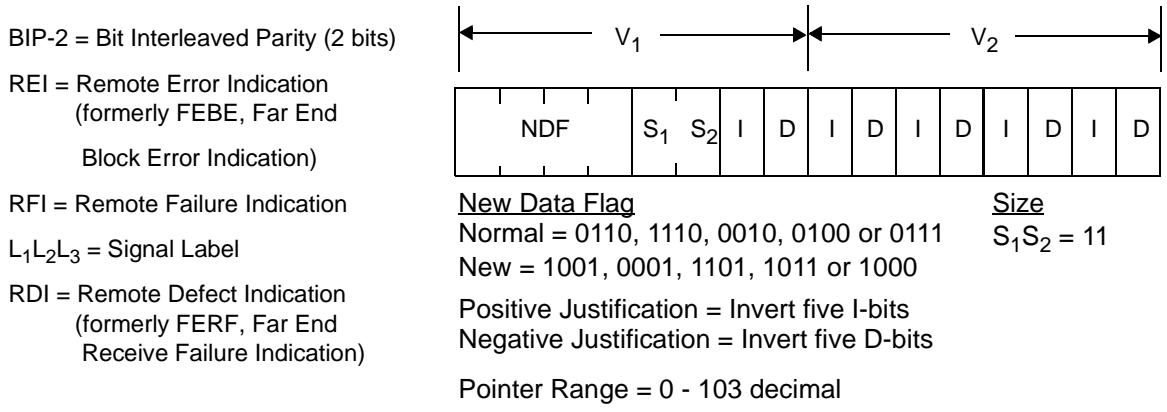 BIP-2 = Bit Interleaved Parity (2 bits)
REI = Remote Error Indication
(formerly FEBE, Far End
Block Error Indication)
RFI = Remote Failure Indication
L1L2L3 = Signal Label
RDI = Remote Defect Indication
(formerly FERF, Far End
Receive Failure Indication)
V1 V2
NDF S1 S2 I D I D I D I D I D
New Data Flag
Normal = 0110, 1110, 0010, 0100 or 0111
New = 1001, 0001, 1101, 1011 or 1000
Size
S1S2 = 11
Positive Justification = Invert five I-bits
Negative Justification = Invert five D-bits
Pointer Range = 0 - 103 decimal